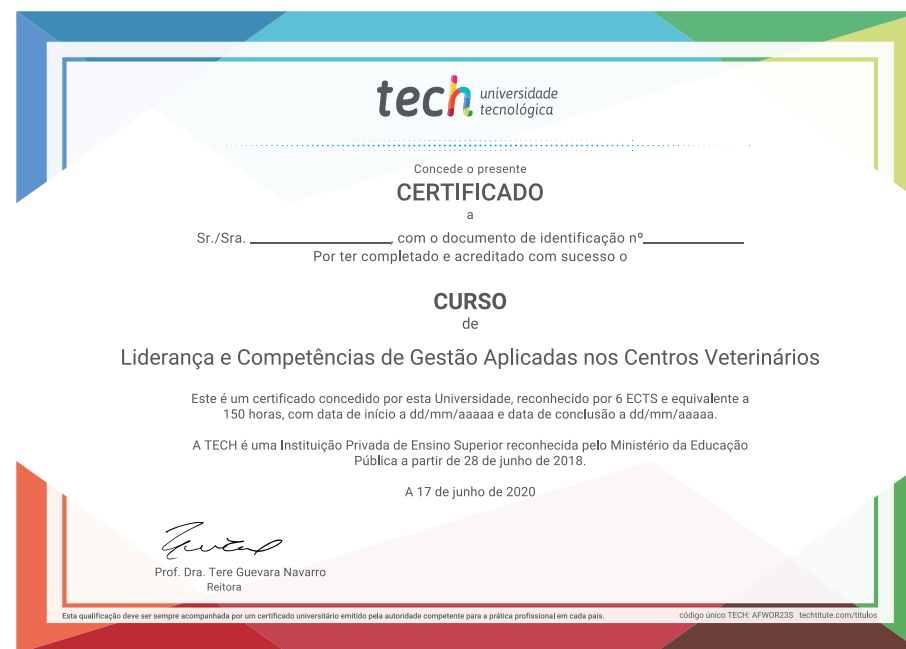 tech universidade
tecnológica
Concede o presente
CERTIFICADO
a
Sr./Sra. _________________, com o documento de identificação nº____________
Por ter completado e acreditado com sucesso o
CURSO
de
Liderança e Competências de Gestão Aplicadas nos Centros Veterinários
Este é um certificado concedido por esta Universidade, reconhecido por 6 ECTS e equivalente a
150 horas, com data de início a dd/mm/aaaaa e data de conclusão a dd/mm/aaaaa.
A TECH é uma Instituição Privada de Ensino Superior reconhecida pelo Ministério da Educação
Pública a partir de 28 de junho de 2018.
A 17 de junho de 2020
Prof. Dra. Tere Guevara Navarro
Reitora
Esta qualificação deve ser sempre acompanhada por um certificado universitário emitido pela autoridade competente para a prática profissional em cada país. código único TECH: AFWOR23S techtitute.com/titulos